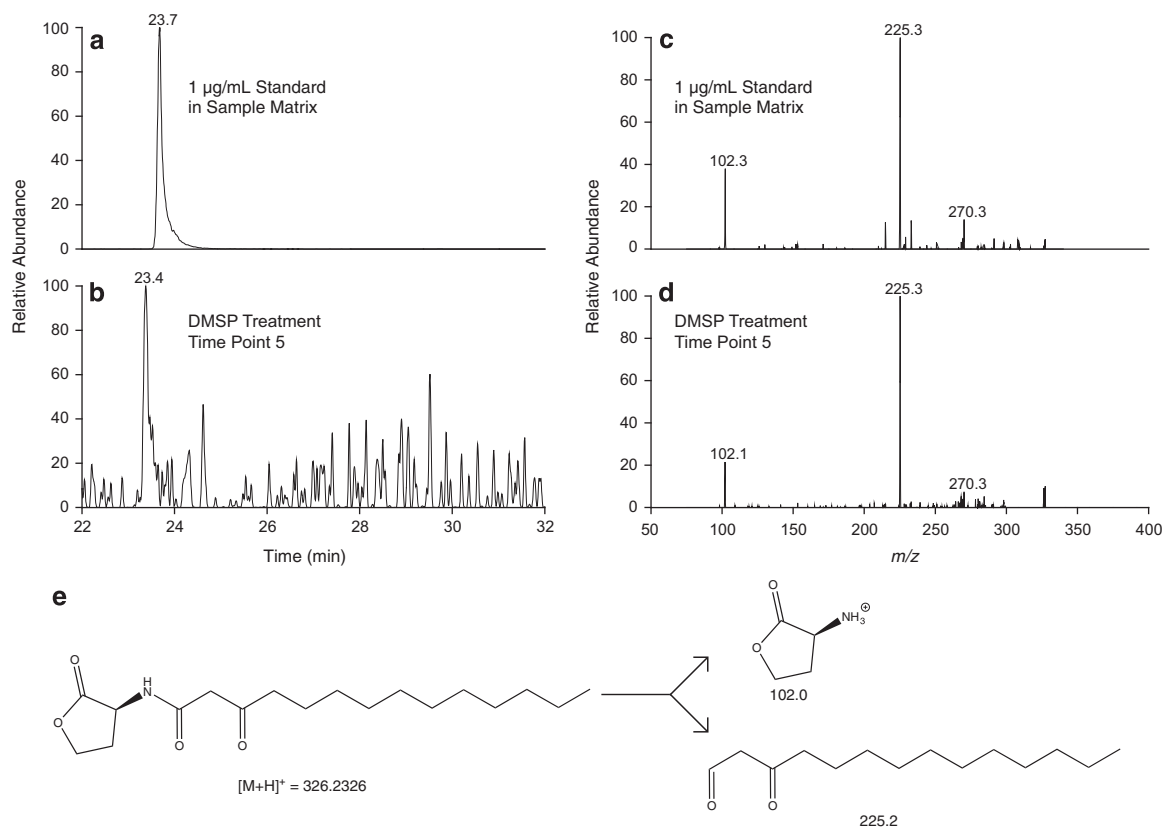 a
23.7
1 µg/mL Standard
in Sample Matrix
100
80
60
40
20
0
Relative Abundance
b
23.4
DMSP Treatment
Time Point 5
100
80
60
40
20
0
22 24 26 28 30 32
Time (min)
c
225.3
1 µg/mL Standard
in Sample Matrix
102.3
270.3
100
80
60
40
20
0
Relative Abundance
d
225.3
DMSP Treatment
Time Point 5
102.1
270.3
100
80
60
40
20
0
50 100 150 200 250 300 350 400
m/z
e
O
O
H
N
O
O
[M+H]+ = 326.2326
O
O
NH3⊕
102.0
O
O
225.2